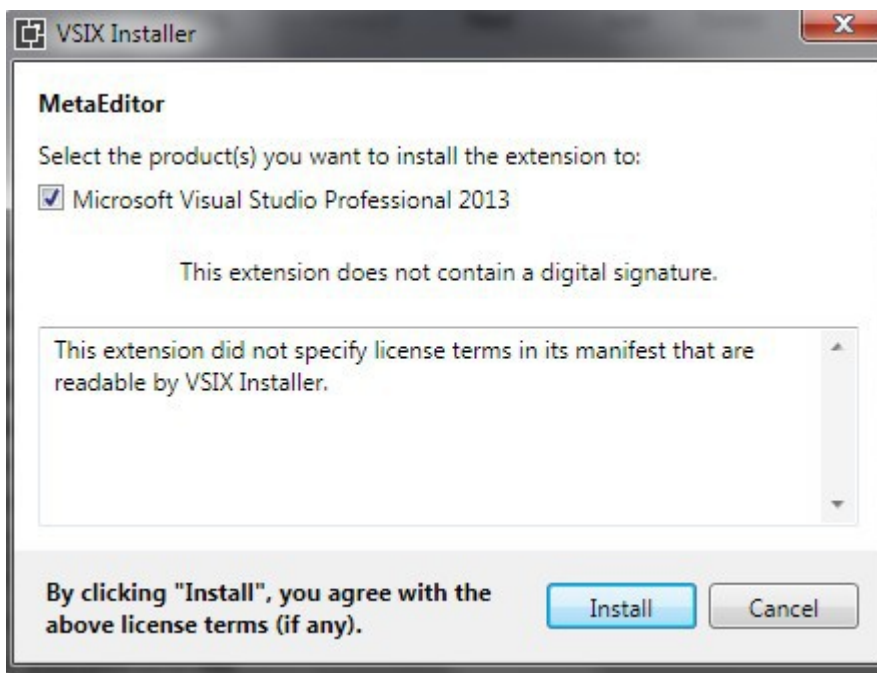 VSIX Installer
MetaEditor
Select the product(s) you want to install the extension to:
Microsoft Visual Studio Professional 2013
This extension does not contain a digital signature.
This extension did not specify license terms in its manifest that are
readable by VSIX Installer.
By clicking "Install", you agree with the
above license terms (if any).
Install
Cancel